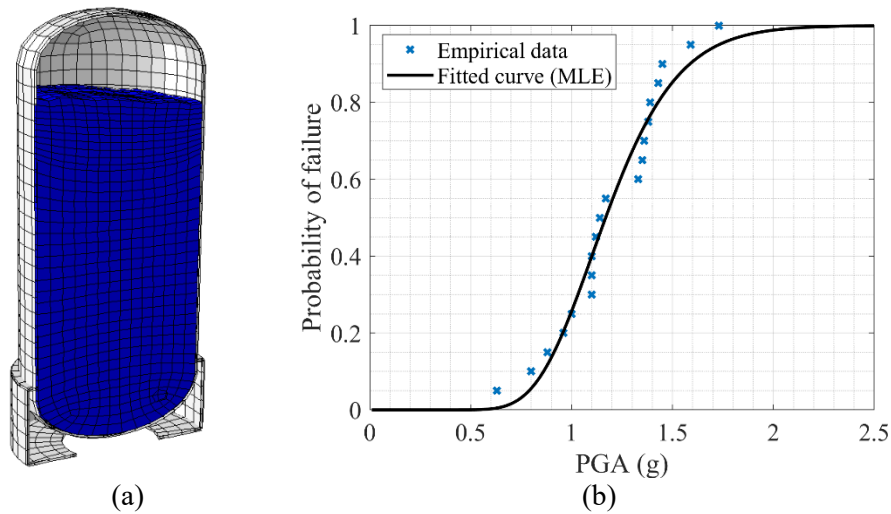 1
Empirical data
Fitted curve (MLE)
0.8
0.6
0.4
0.2
0
Probability of failure
0 0.5 1 1.5 2 2.5
PGA (g)
(a) (b)